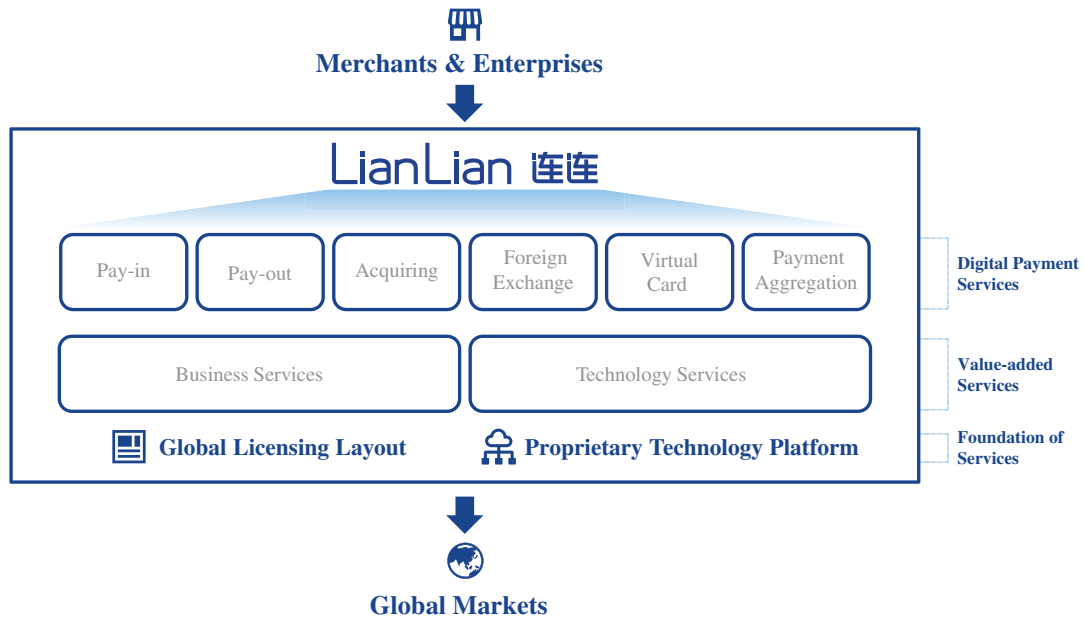 Merchants & Enterprises
LianLian 连连
Pay-in
Pay-out
Acquiring
Foreign
Exchange
Virtual
Card
Payment
Aggregation
Digital Payment
Services
Business Services
Technology Services
Value-added
Services
Global Licensing Layout
Proprietary Technology Platform
Foundation of
Services
Global Markets